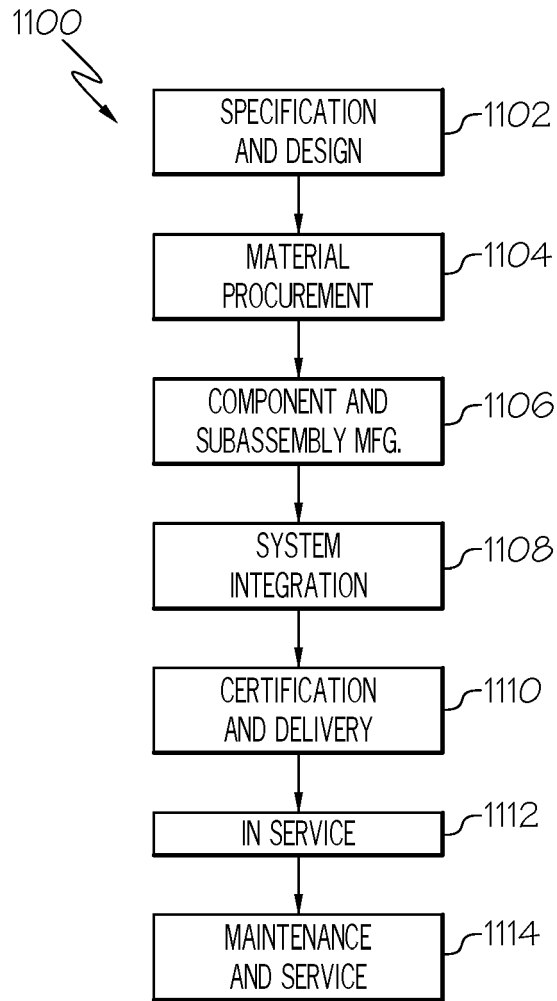 1100
SPECIFICATION
AND DESIGN
1102
MATERIAL
PROCUREMENT
1104
COMPONENT AND
SUBASSEMBLY MFG.
1106
SYSTEM
INTEGRATION
1108
CERTIFICATION
AND DELIVERY
1110
IN SERVICE
1112
MAINTENANCE
AND SERVICE
1114